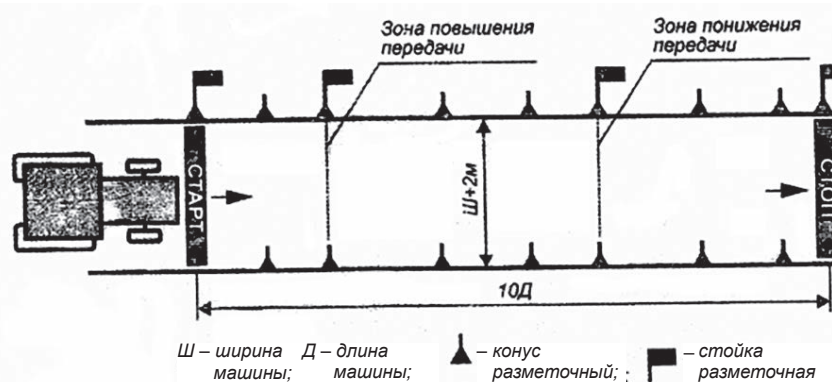 Зона повышения
передачи
Зона понижения
передачи
СТАРТ
Ш+2м
СТОП
10Д
Ш – ширина машины;
Д – длина машины;
– конус разметочный;
– стойка разметочная